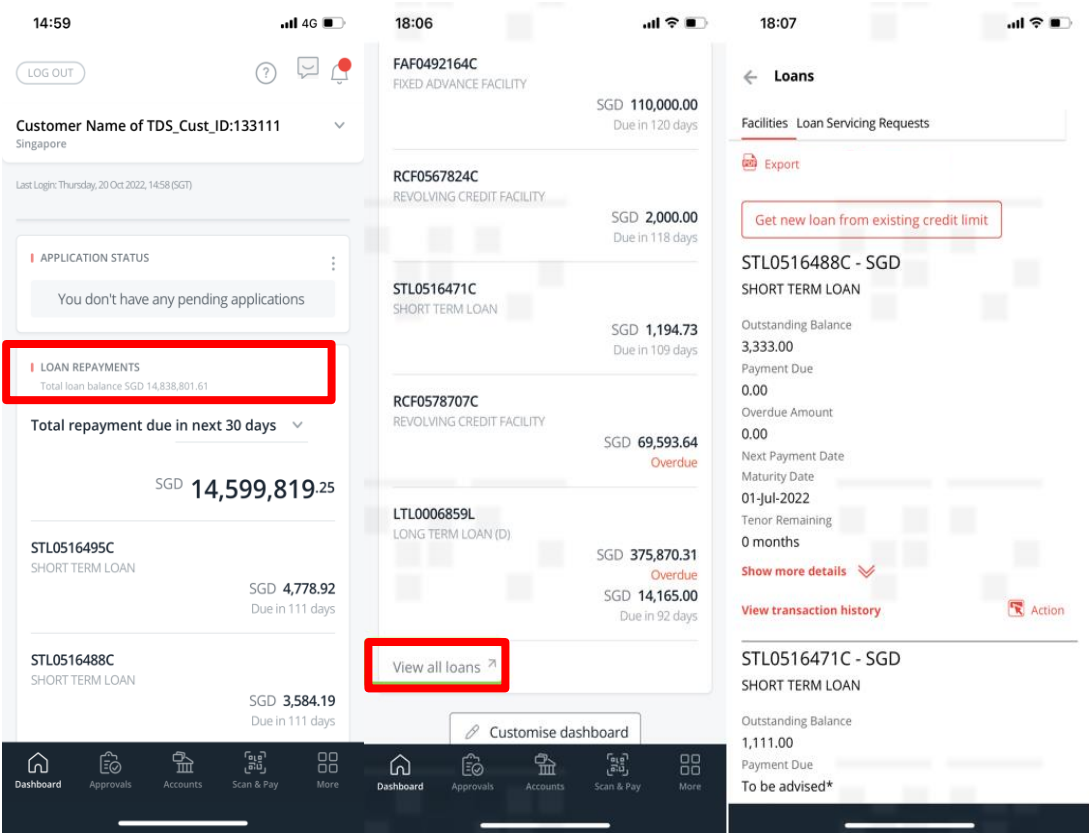 14:59
4G
LOG OUT
?
Customer Name of TDS_Cust_ID:133111
Singapore
Last Login: Thursday, 20 Oct 2022, 14:58 (SGT)
APPLICATION STATUS
You don't have any pending applications
LOAN REPAYMENTS
Total loan balance SGD 14,838,801.61
Total repayment due in next 30 days
SGD 14,599,819.25
STL0516495C
SHORT TERM LOAN
SGD 4,778.92
Due in 111 days
STL0516488C
SHORT TERM LOAN
SGD 3,584.19
Due in 111 days
Dashboard
Approvals
Accounts
Scan & Pay
More
18:06
FAF0492164C
FIXED ADVANCE FACILITY
SGD 110,000.00
Due in 120 days
RCF0567824C
REVOLVING CREDIT FACILITY
SGD 2,000.00
Due in 118 days
STL0516471C
SHORT TERM LOAN
SGD 1,194.73
Due in 109 days
RCF0578707C
REVOLVING CREDIT FACILITY
SGD 69,593.64
Overdue
LTL0006859L
LONG TERM LOAN (D)
SGD 375,870.31
Overdue
SGD 14,165.00
Due in 92 days
View all loans
Customise dashboard
Dashboard
Approvals
Accounts
Scan & Pay
More
18:07
Loans
Facilities Loan Servicing Requests
PDF Export
Get new loan from existing credit limit
STL0516488C - SGD
SHORT TERM LOAN
Outstanding Balance
3,333.00
Payment Due
0.00
Overdue Amount
0.00
Next Payment Date
Maturity Date
01-Jul-2022
Tenor Remaining
0 months
Show more details
View transaction history
Action
STL0516471C - SGD
SHORT TERM LOAN
Outstanding Balance
1,111.00
Payment Due
To be advised*